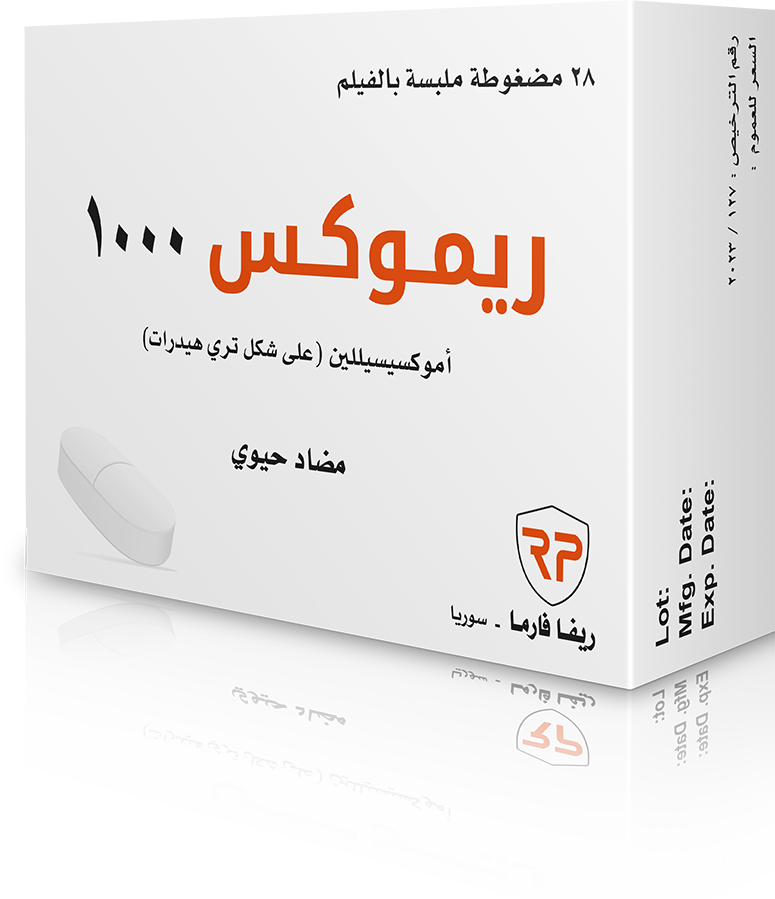 ٢٨ مضغوطة ملبسة بالفيلم
ريموكس ١٠٠٠
أموكسيسيللين (على شكل تري هيدرات)
مضاد حيوي
RP
ريفا فارما - سوريا
السعر للعموم :
رقم الترخيص : ١٢٧ / ٢٠٢٣
Lot:
Mfg. Date:
Exp. Date: